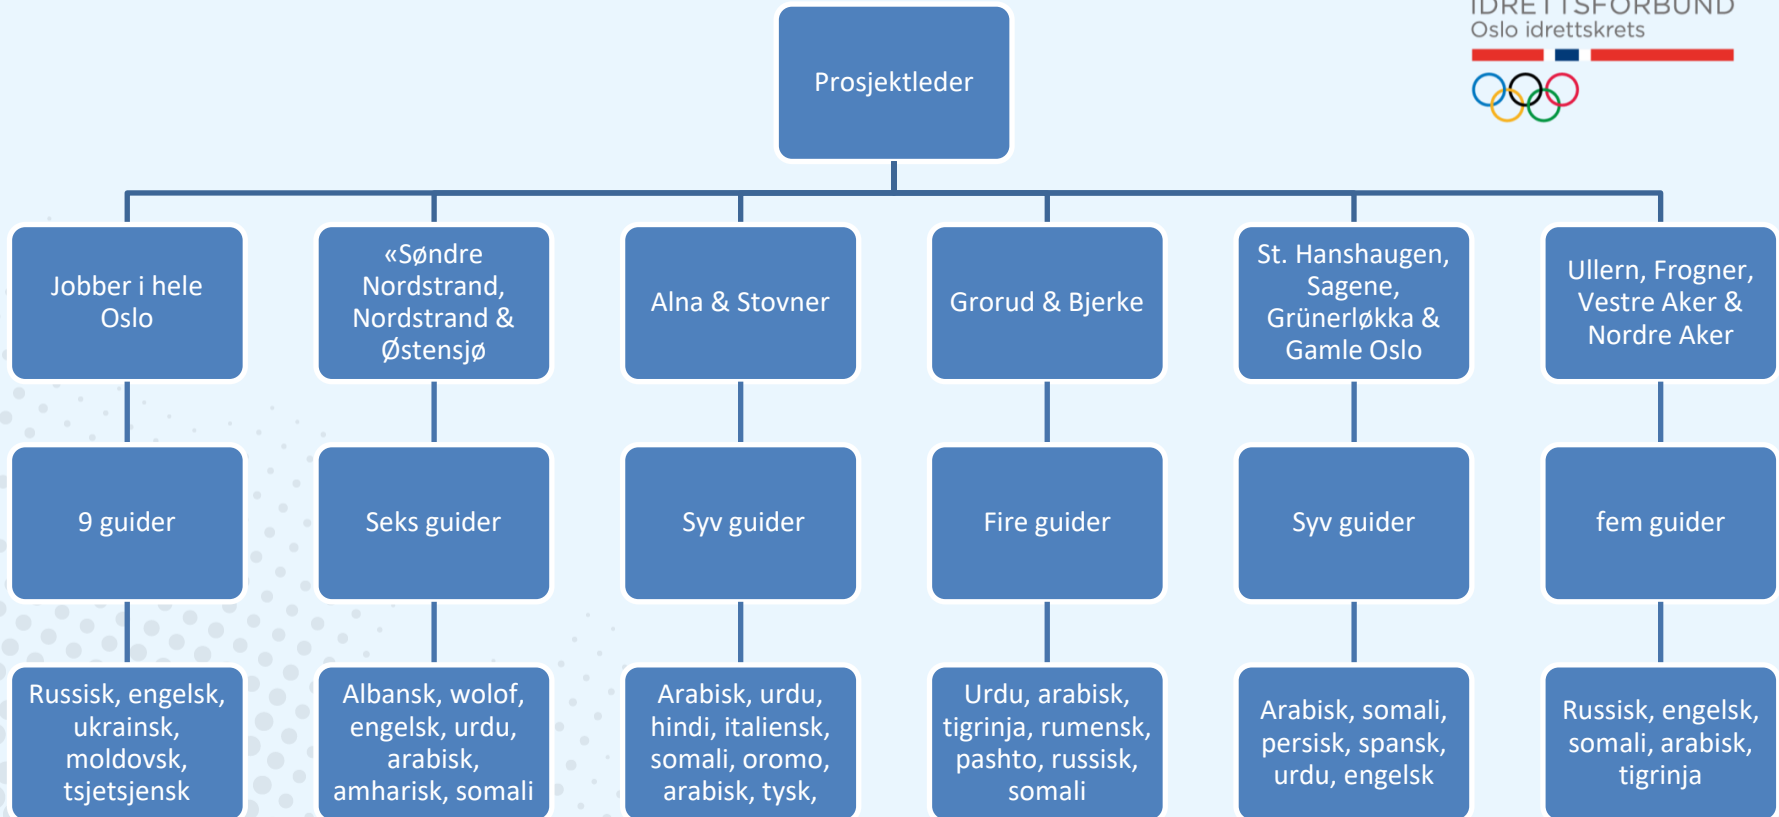 IDRETTSFORBUND
Oslo idrettskrets
Prosjektleder
Jobber i hele
Oslo
«Søndre
Nordstrand,
Nordstrand &
Østensjø
Alna & Stovner
Grorud & Bjerke
St. Hanshaugen,
Sagene,
Grünerløkka &
Gamle Oslo
Ullern, Frogner,
Vestre Aker &
Nordre Aker
9 guider
Seks guider
Syv guider
Fire guider
Syv guider
fem guider
Russisk, engelsk,
ukrainsk,
moldovsk,
tsjetsjensk
Albansk, wolof,
engelsk, urdu,
arabisk,
amharisk, somali
Arabisk, urdu,
hindi, italiensk,
somali, oromo,
arabisk, tysk,
Urdu, arabisk,
tigrinja, rumensk,
pashto, russisk,
somali
Arabisk, somali,
persisk, spansk,
urdu, engelsk
Russisk, engelsk,
somali, arabisk,
tigrinja